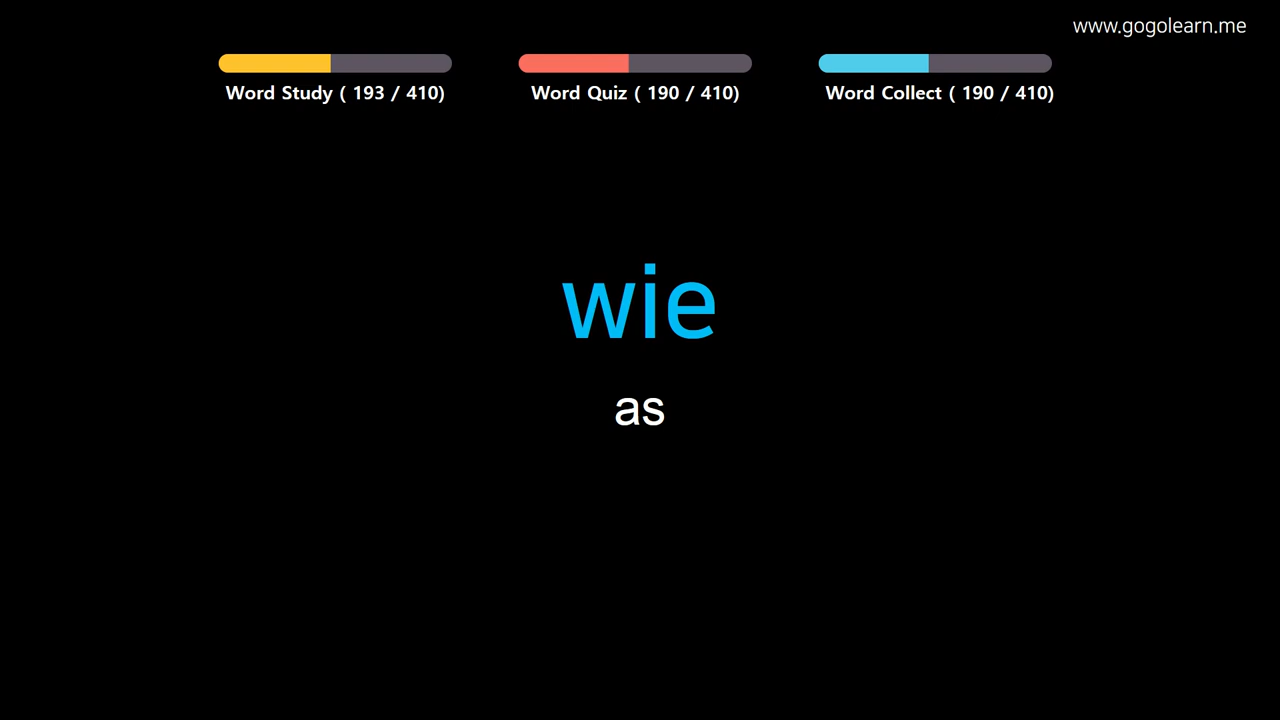 www.gogolearn.me
Word Study ( 193 / 410)
Word Quiz ( 190 / 410)
Word Collect ( 190 / 410)
wie
as